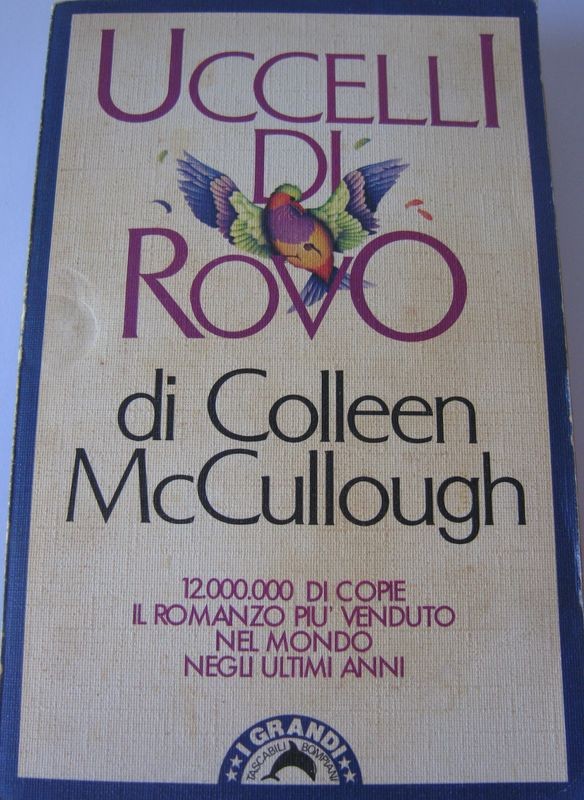 UCCELLI
DI
ROVO
di Colleen
McCullough
12.000.000 DI COPIE
IL ROMANZO PIU' VENDUTO
NEL MONDO
NEGLI ULTIMI ANNI
I GRANDI
TASCABILI BOMPIANI